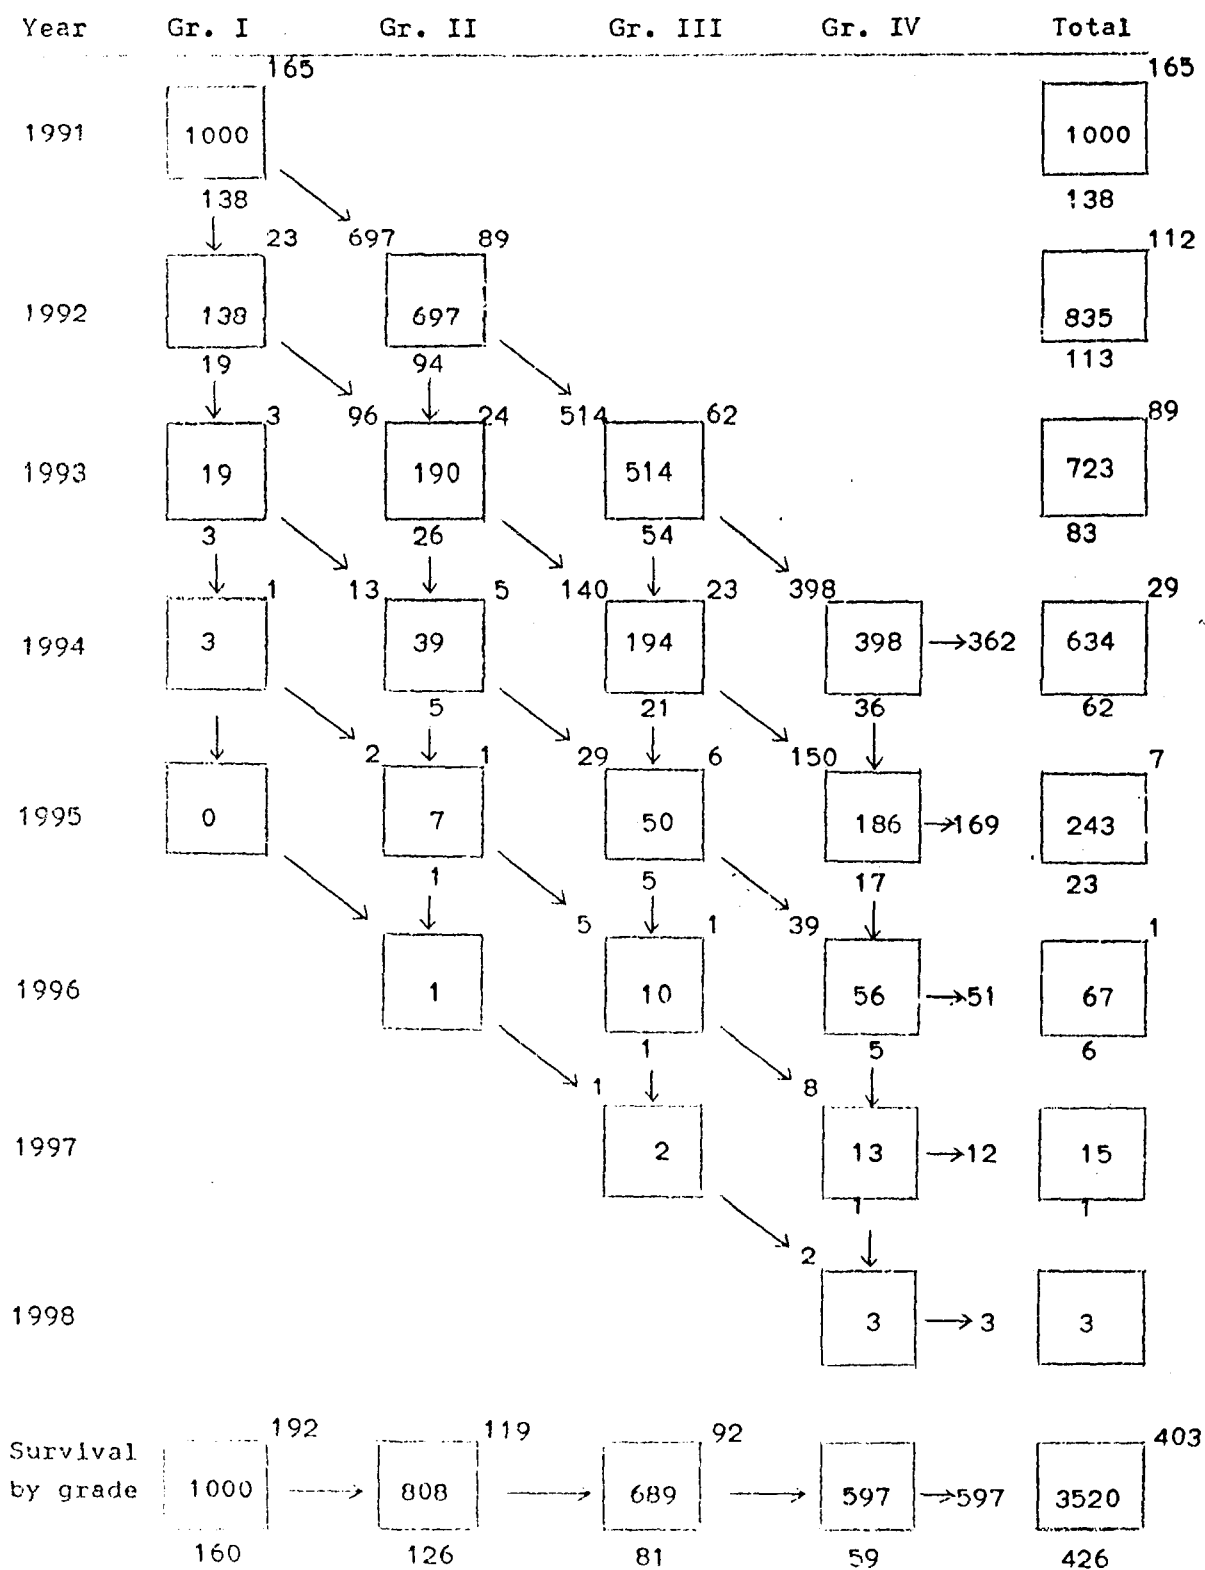 Year Gr. I Gr. II Gr. III Gr. IV Total
165 165
1991 1000 1000
138 138
23 697 89 112
1992 138 697 835
19 94 113
3 96 24 514 62 89
1993 19 190 514 723
3 26 54 83
1 13 5 140 23 398 29
1994 3 39 194 398 362 634
5 21 36 62
2 1 29 6 150 7
1995 0 7 50 186 169 243
1 5 17 23
5 1 39 1
1996 1 10 56 51 67
1 5 6
1 8
1997 2 13 12 15
1 1
2
1998 3 3 3
192 119 92 403
Survival
by grade 1000 808 689 597 597 3520
160 126 81 59 426